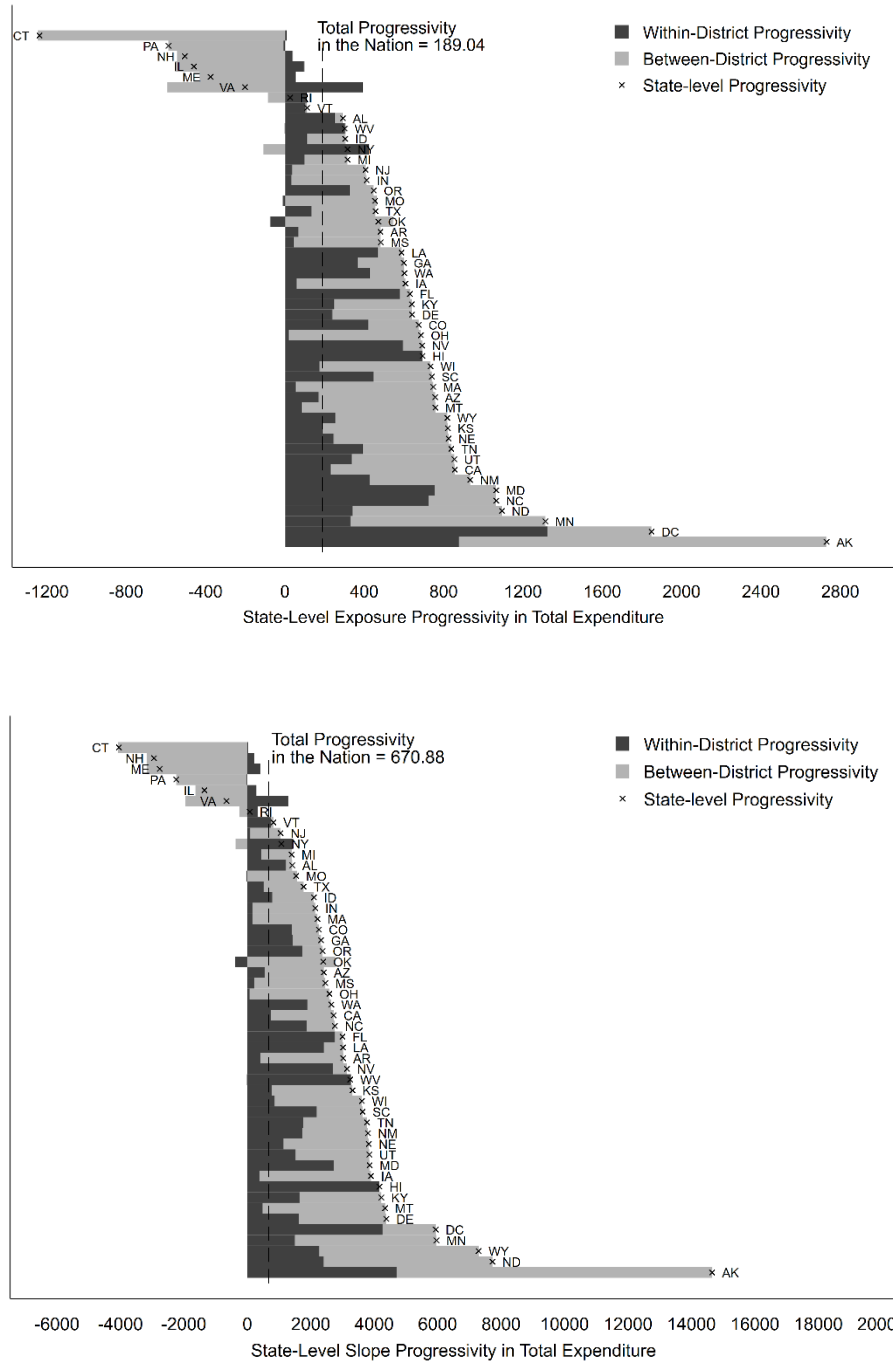 Total Progressivity
in the Nation = 189.04
Within-District Progressivity
Between-District Progressivity
State-level Progressivity
CT
PA
NH
IL
ME
VA
RI
VT
AL
WV
ID
NY
MI
NJ
IN
OR
MO
TX
OK
AR
MS
LA
GA
WA
IA
FL
KY
DE
CO
OH
NV
HI
WI
SC
MA
AZ
MT
WY
KS
NE
TN
UT
CA
NM
MD
NC
ND
MN
DC
AK
-1200 -800 -400 0 400 800 1200 1600 2000 2400 2800
State-Level Exposure Progressivity in Total Expenditure
Total Progressivity
in the Nation = 670.88
Within-District Progressivity
Between-District Progressivity
State-level Progressivity
CT
NH
ME
PA
IL
VA
RI
VT
NJ
NY
MI
AL
MO
TX
ID
IN
MA
CO
GA
OR
OK
AZ
MS
OH
WA
CA
NC
FL
LA
AR
NV
WV
KS
WI
SC
TN
NM
NE
UT
MD
IA
HI
KY
MT
DE
DC
MN
WY
ND
AK
-6000 -4000 -2000 0 2000 4000 6000 8000 10000 12000 14000 16000 18000 2000
State-Level Slope Progressivity in Total Expenditure